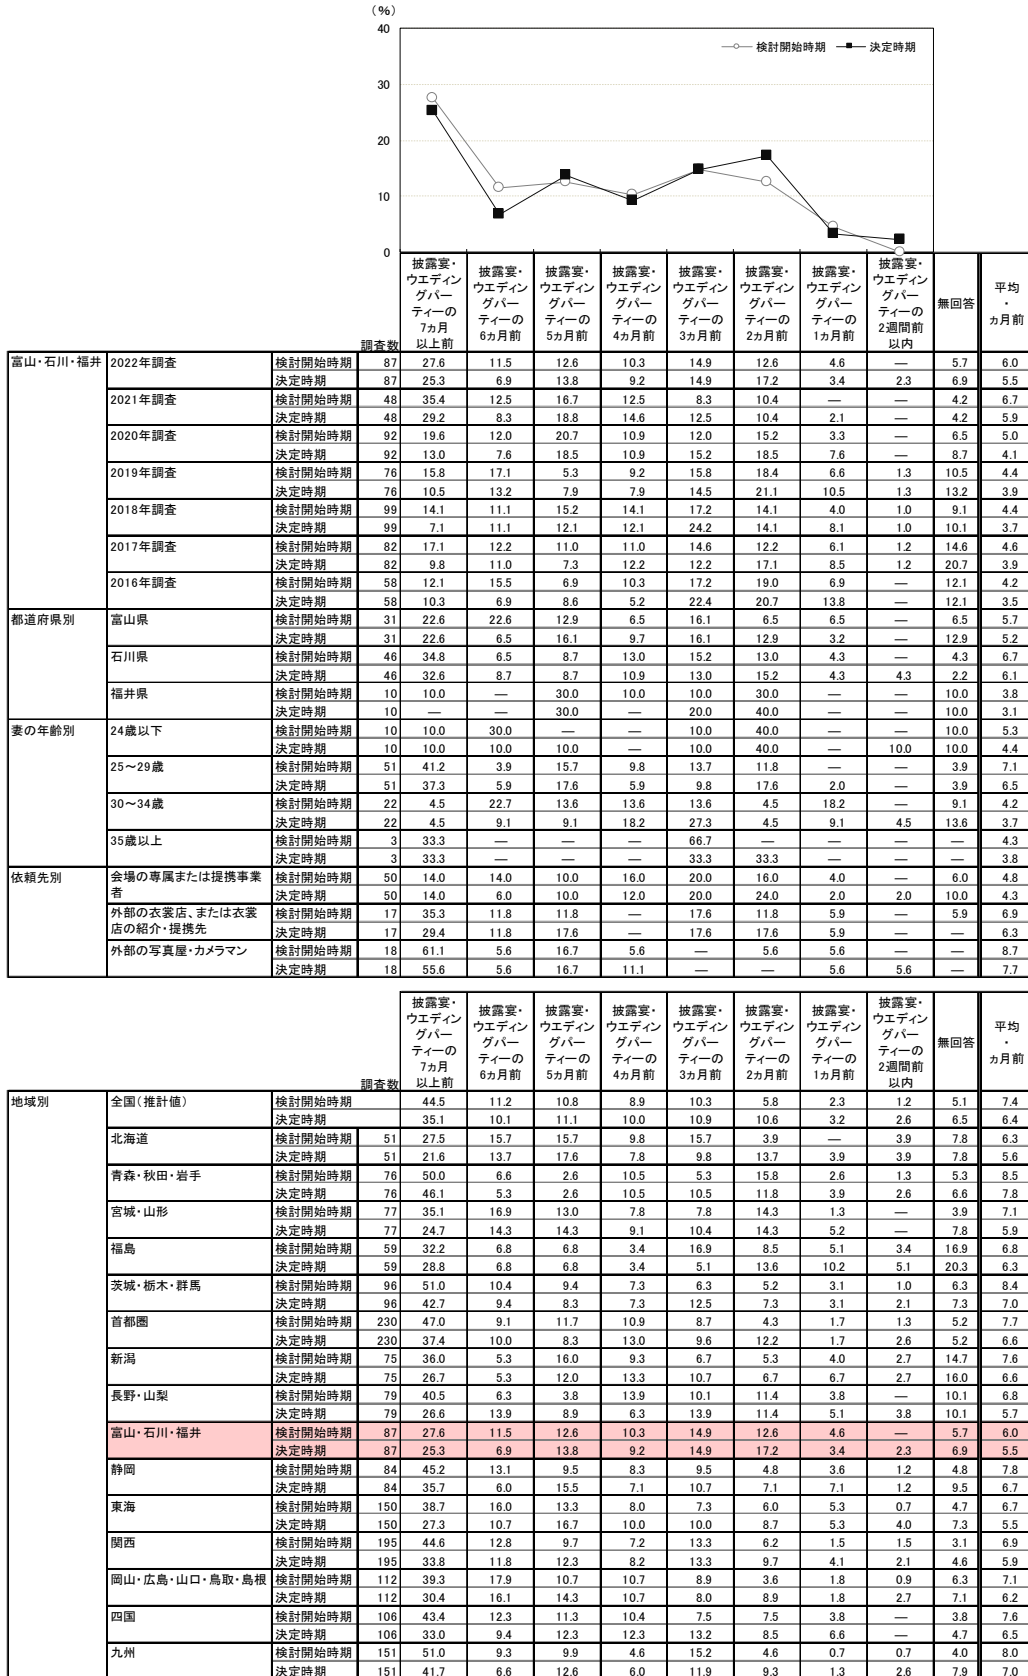 (%)
40
30
20
10
0
検討開始時期 決定時期
調査数 披露宴・ウエディングパーティーの7ヵ月以上前 披露宴・ウエディングパーティーの6ヵ月前 披露宴・ウエディングパーティーの5ヵ月前 披露宴・ウエディングパーティーの4ヵ月前 披露宴・ウエディングパーティーの3ヵ月前 披露宴・ウエディングパーティーの2ヵ月前 披露宴・ウエディングパーティーの1ヵ月前 披露宴・ウエディングパーティーの2週間前以内 無回答 平均・ヵ月前
富山・石川・福井 2022年調査 検討開始時期 87 27.6 11.5 12.6 10.3 14.9 12.6 4.6 — 5.7 6.0
決定時期 87 25.3 6.9 13.8 9.2 14.9 17.2 3.4 2.3 6.9 5.5
2021年調査 検討開始時期 48 35.4 12.5 16.7 12.5 8.3 10.4 — — 4.2 6.7
決定時期 48 29.2 8.3 18.8 14.6 12.5 10.4 2.1 — 4.2 5.9
2020年調査 検討開始時期 92 19.6 12.0 20.7 10.9 12.0 15.2 3.3 — 6.5 5.0
決定時期 92 13.0 7.6 18.5 10.9 15.2 18.5 7.6 — 8.7 4.1
2019年調査 検討開始時期 76 15.8 17.1 5.3 9.2 15.8 18.4 6.6 1.3 10.5 4.4
決定時期 76 10.5 13.2 7.9 7.9 14.5 21.1 10.5 1.3 13.2 3.9
2018年調査 検討開始時期 99 14.1 11.1 15.2 14.1 17.2 14.1 4.0 1.0 9.1 4.4
決定時期 99 7.1 11.1 12.1 12.1 24.2 14.1 8.1 1.0 10.1 3.7
2017年調査 検討開始時期 82 17.1 12.2 11.0 11.0 14.6 12.2 6.1 1.2 14.6 4.6
決定時期 82 9.8 11.0 7.3 12.2 12.2 17.1 8.5 1.2 20.7 3.9
2016年調査 検討開始時期 58 12.1 15.5 6.9 10.3 17.2 19.0 6.9 — 12.1 4.2
決定時期 58 10.3 6.9 8.6 5.2 22.4 20.7 13.8 — 12.1 3.5
都道府県別 富山県 検討開始時期 31 22.6 22.6 12.9 6.5 16.1 6.5 6.5 — 6.5 5.7
決定時期 31 22.6 6.5 16.1 9.7 16.1 12.9 3.2 — 12.9 5.2
石川県 検討開始時期 46 34.8 6.5 8.7 13.0 15.2 13.0 4.3 — 4.3 6.7
決定時期 46 32.6 8.7 8.7 10.9 13.0 15.2 4.3 4.3 2.2 6.1
福井県 検討開始時期 10 10.0 — 30.0 10.0 10.0 30.0 — — 10.0 3.8
決定時期 10 — — 30.0 — 20.0 40.0 — — 10.0 3.1
妻の年齢別 24歳以下 検討開始時期 10 10.0 30.0 — — 10.0 40.0 — — 10.0 5.3
決定時期 10 10.0 10.0 10.0 — 10.0 40.0 — 10.0 10.0 4.4
25～29歳 検討開始時期 51 41.2 3.9 15.7 9.8 13.7 11.8 — — 3.9 7.1
決定時期 51 37.3 5.9 17.6 5.9 9.8 17.6 2.0 — 3.9 6.5
30～34歳 検討開始時期 22 4.5 22.7 13.6 13.6 13.6 4.5 18.2 — 9.1 4.2
決定時期 22 4.5 9.1 9.1 18.2 27.3 4.5 9.1 4.5 13.6 3.7
35歳以上 検討開始時期 3 33.3 — — — 66.7 — — — — 4.3
決定時期 3 33.3 — — — 33.3 33.3 — — — 3.8
依頼先別 会場の専属または提携事業者 検討開始時期 50 14.0 14.0 10.0 16.0 20.0 16.0 4.0 — 6.0 4.8
決定時期 50 14.0 6.0 10.0 12.0 20.0 24.0 2.0 2.0 10.0 4.3
外部の衣裳店、または衣裳店の紹介・提携先 検討開始時期 17 35.3 11.8 11.8 — 17.6 11.8 5.9 — 5.9 6.9
決定時期 17 29.4 11.8 17.6 — 17.6 17.6 5.9 — — 6.3
外部の写真屋・カメラマン 検討開始時期 18 61.1 5.6 16.7 5.6 — 5.6 5.6 — — 8.7
決定時期 18 55.6 5.6 16.7 11.1 — — 5.6 5.6 — 7.7
調査数 披露宴・ウエディングパーティーの7ヵ月以上前 披露宴・ウエディングパーティーの6ヵ月前 披露宴・ウエディングパーティーの5ヵ月前 披露宴・ウエディングパーティーの4ヵ月前 披露宴・ウエディングパーティーの3ヵ月前 披露宴・ウエディングパーティーの2ヵ月前 披露宴・ウエディングパーティーの1ヵ月前 披露宴・ウエディングパーティーの2週間前以内 無回答 平均・ヵ月前
地域別 全国(推計値) 検討開始時期 44.5 11.2 10.8 8.9 10.3 5.8 2.3 1.2 5.1 7.4
決定時期 35.1 10.1 11.1 10.0 10.9 10.6 3.2 2.6 6.5 6.4
北海道 検討開始時期 51 27.5 15.7 15.7 9.8 15.7 3.9 — 3.9 7.8 6.3
決定時期 51 21.6 13.7 17.6 7.8 9.8 13.7 3.9 3.9 7.8 5.6
青森・秋田・岩手 検討開始時期 76 50.0 6.6 2.6 10.5 5.3 15.8 2.6 1.3 5.3 8.5
決定時期 76 46.1 5.3 2.6 10.5 10.5 11.8 3.9 2.6 6.6 7.8
宮城・山形 検討開始時期 77 35.1 16.9 13.0 7.8 7.8 14.3 1.3 — 3.9 7.1
決定時期 77 24.7 14.3 14.3 9.1 10.4 14.3 5.2 — 7.8 5.9
福島 検討開始時期 59 32.2 6.8 6.8 3.4 16.9 8.5 5.1 3.4 16.9 6.8
決定時期 59 28.8 6.8 6.8 3.4 5.1 13.6 10.2 5.1 20.3 6.3
茨城・栃木・群馬 検討開始時期 96 51.0 10.4 9.4 7.3 6.3 5.2 3.1 1.0 6.3 8.4
決定時期 96 42.7 9.4 8.3 7.3 12.5 7.3 3.1 2.1 7.3 7.0
首都圏 検討開始時期 230 47.0 9.1 11.7 10.9 8.7 4.3 1.7 1.3 5.2 7.7
決定時期 230 37.4 10.0 8.3 13.0 9.6 12.2 1.7 2.6 5.2 6.6
新潟 検討開始時期 75 36.0 5.3 16.0 9.3 6.7 5.3 4.0 2.7 14.7 7.6
決定時期 75 26.7 5.3 12.0 13.3 10.7 6.7 6.7 2.7 16.0 6.6
長野・山梨 検討開始時期 79 40.5 6.3 3.8 13.9 10.1 11.4 3.8 — 10.1 6.8
決定時期 79 26.6 13.9 8.9 6.3 13.9 11.4 5.1 3.8 10.1 5.7
富山・石川・福井 検討開始時期 87 27.6 11.5 12.6 10.3 14.9 12.6 4.6 — 5.7 6.0
決定時期 87 25.3 6.9 13.8 9.2 14.9 17.2 3.4 2.3 6.9 5.5
静岡 検討開始時期 84 45.2 13.1 9.5 8.3 9.5 4.8 3.6 1.2 4.8 7.8
決定時期 84 35.7 6.0 15.5 7.1 10.7 7.1 7.1 1.2 9.5 6.7
東海 検討開始時期 150 38.7 16.0 13.3 8.0 7.3 6.0 5.3 0.7 4.7 6.7
決定時期 150 27.3 10.7 16.7 10.0 10.0 8.7 5.3 4.0 7.3 5.5
関西 検討開始時期 195 44.6 12.8 9.7 7.2 13.3 6.2 1.5 1.5 3.1 6.9
決定時期 195 33.8 11.8 12.3 8.2 13.3 9.7 4.1 2.1 4.6 5.9
岡山・広島・山口・鳥取・島根 検討開始時期 112 39.3 17.9 10.7 10.7 8.9 3.6 1.8 0.9 6.3 7.1
決定時期 112 30.4 16.1 14.3 10.7 8.0 8.9 1.8 2.7 7.1 6.2
四国 検討開始時期 106 43.4 12.3 11.3 10.4 7.5 7.5 3.8 — 3.8 7.6
決定時期 106 33.0 9.4 12.3 12.3 13.2 8.5 6.6 — 4.7 6.5
九州 検討開始時期 151 51.0 9.3 9.9 4.6 15.2 4.6 0.7 0.7 4.0 8.0
決定時期 151 41.7 6.6 12.6 6.0 11.9 9.3 1.3 2.6 7.9 7.0